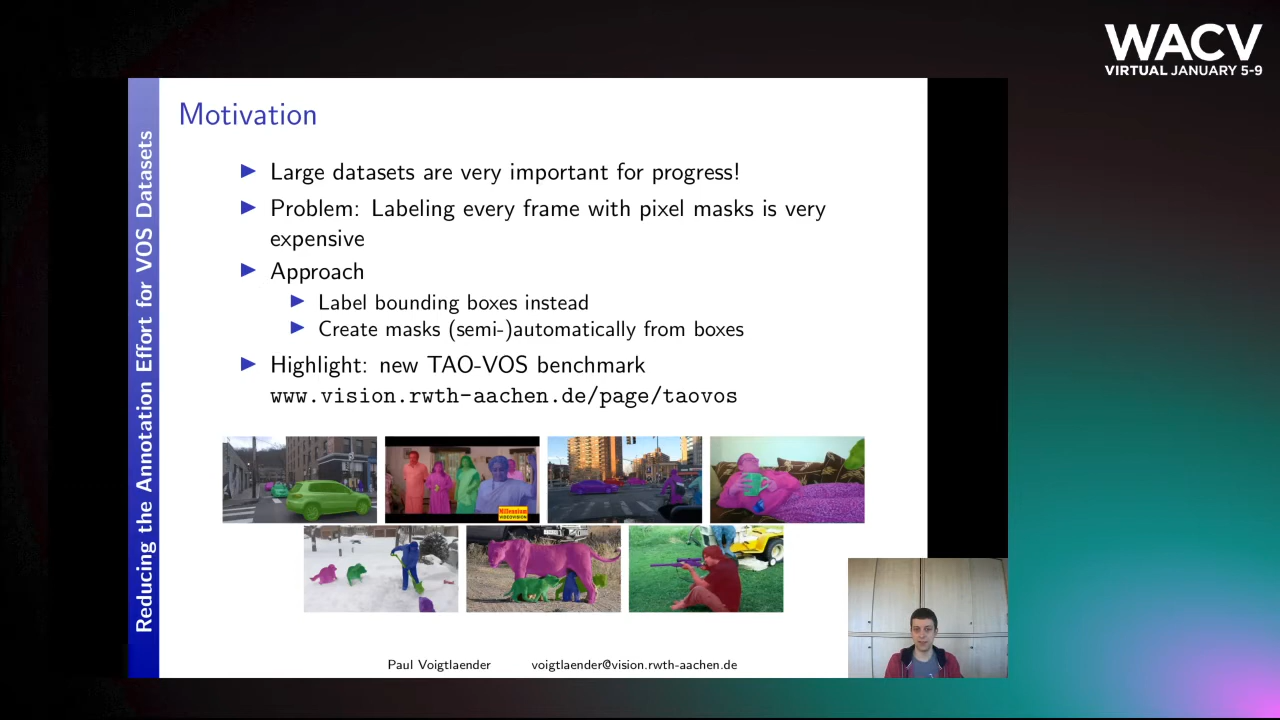 WACV
VIRTUAL JANUARY 5-9
Reducing the Annotation Effort for VOS Datasets
Motivation
Large datasets are very important for progress!
Problem: Labeling every frame with pixel masks is very
expensive
Approach
Label bounding boxes instead
Create masks (semi-)automatically from boxes
Highlight: new TAO-VOS benchmark
www.vision.rwth-aachen.de/page/taovos
Millennium
VIDEOVISION
Paul Voigtlaender voigtlaender@vision.rwth-aachen.de